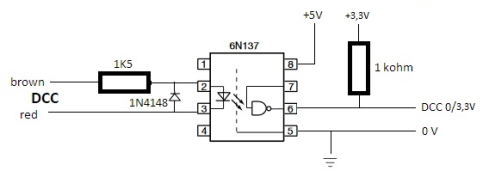 +5V
+3,3V
6N137
1K5
1
8
1 kohm
brown
2
7
DCC
1N4148
red
3
6
DCC 0/3,3V
4
5
0 V